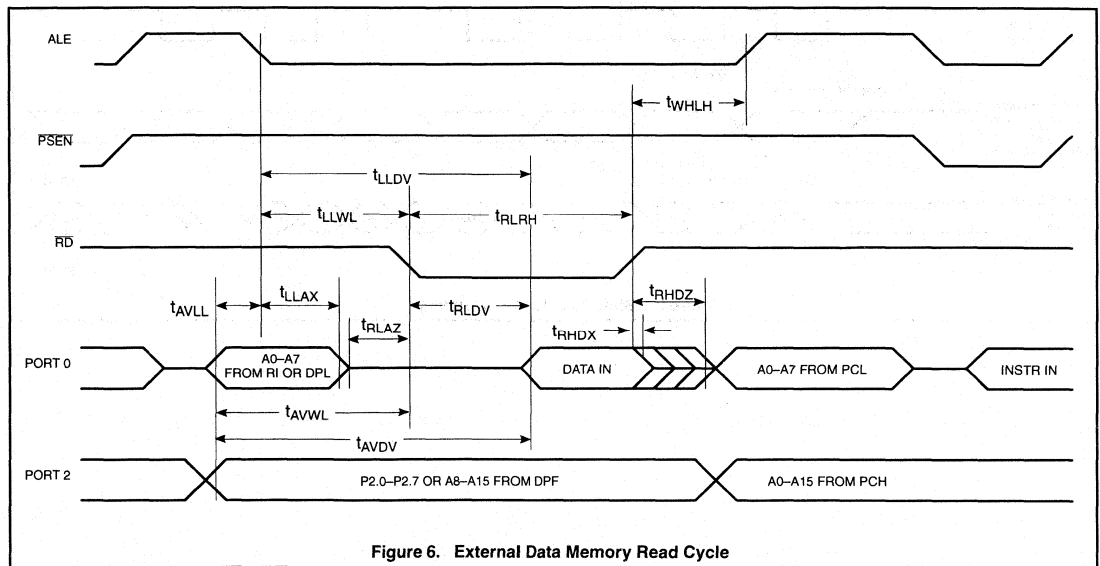 ALE
tWHLH
PSEN
tLLDV
tLLWL
tRLRH
RD
tAVLL
tLLAX
tRLAZ
tRLDV
tRHDX
tRHDZ
PORT 0
A0–A7
FROM RI OR DPL
DATA IN
A0–A7 FROM PCL
INSTR IN
tAVWL
tAVDV
PORT 2
P2.0–P2.7 OR A8–A15 FROM DPF
A0–A15 FROM PCH
Figure 6. External Data Memory Read Cycle